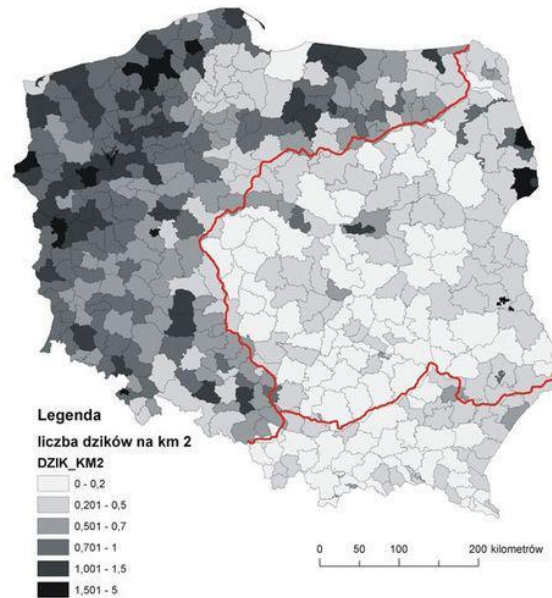 Legenda
liczba dzików na km 2
DZIK_KM2
0 - 0,2
0,201 - 0,5
0,501 - 0,7
0,701 - 1
1,001 - 1,5
1,501 - 5
0 50 100 200 kilometrów